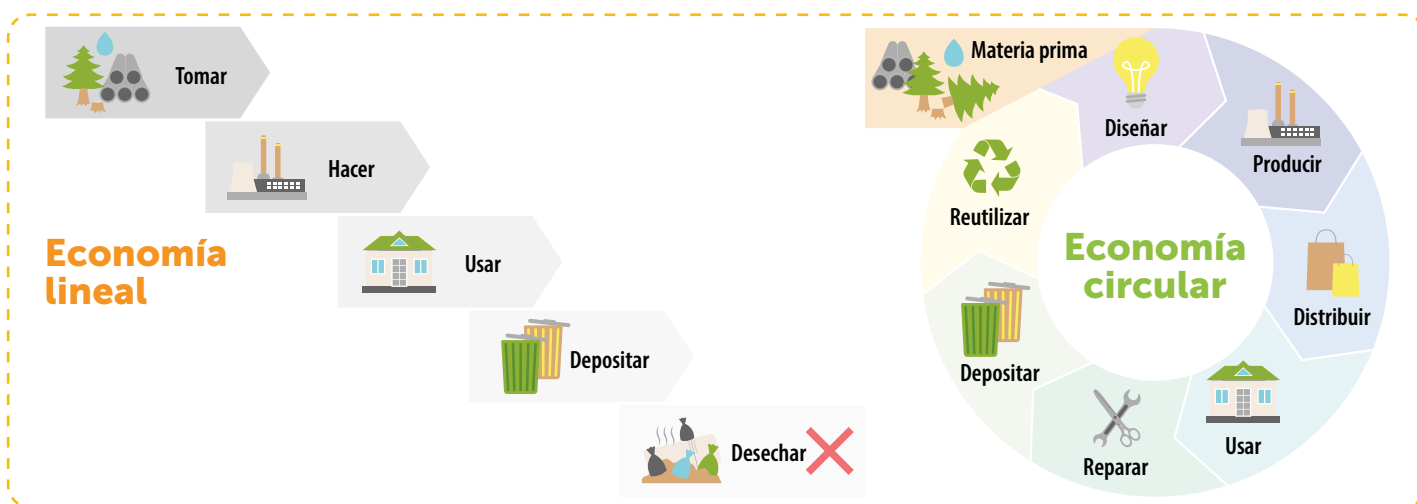 Tomar
Hacer
Usar
Depositar
Desechar
Economía
lineal
Materia prima
Diseñar
Producir
Distribuir
Usar
Reparar
Depositar
Reutilizar
Economía
circular